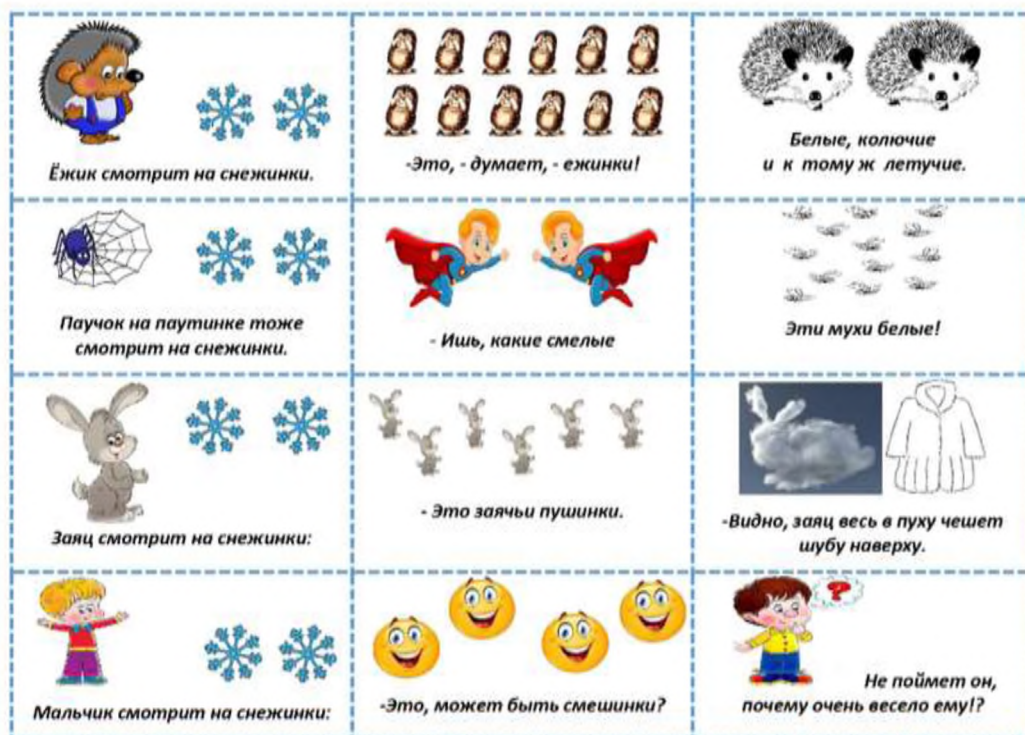 Ёжик смотрит на снежинки.
-Это, - думает, - ежинки!
Белые, колючие
и к тому ж летучие.
Паучок на паутинке тоже
смотрит на снежинки.
- Ишь, какие смелые
Эти мухи белые!
Заяц смотрит на снежинки:
- Это заячьи пушинки.
-Видно, заяц весь в пуху чешет
шубу наверху.
Мальчик смотрит на снежинки:
-Это, может быть смешинки?
Не поймет он,
почему очень весело ему!?